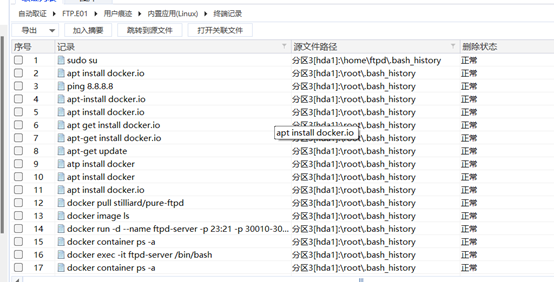 自动取证 › FTP.E01 › 用户痕迹 › 内置应用(Linux) › 终端记录
导出 加入摘要 跳转到源文件 打开关联文件
序号 记录 源文件路径 删除状态
1 sudo su 分区3[hda1]:\home\ftpd\.bash_history 正常
2 apt install docker.io 分区3[hda1]:\root\.bash_history 正常
3 ping 8.8.8.8 分区3[hda1]:\root\.bash_history 正常
4 apt-install docker.io 分区3[hda1]:\root\.bash_history 正常
5 apt install docker.io 分区3[hda1]:\root\.bash_history 正常
6 apt get install docker.io 分区3[hda1]:\root\.bash_history 正常
apt install docker.io
7 apt-get install docker.io 分区3[hda1]:\root\.bash_history 正常
8 apt-get update 分区3[hda1]:\root\.bash_history 正常
9 atp install docker 分区3[hda1]:\root\.bash_history 正常
10 apt install docker 分区3[hda1]:\root\.bash_history 正常
11 apt install docker.io 分区3[hda1]:\root\.bash_history 正常
12 docker pull stilliard/pure-ftpd 分区3[hda1]:\root\.bash_history 正常
13 docker image ls 分区3[hda1]:\root\.bash_history 正常
14 docker run -d --name ftpd-server -p 23:21 -p 30010-30... 分区3[hda1]:\root\.bash_history 正常
15 docker container ps -a 分区3[hda1]:\root\.bash_history 正常
16 docker exec -it ftpd-server /bin/bash 分区3[hda1]:\root\.bash_history 正常
17 docker container ps -a 分区3[hda1]:\root\.bash_history 正常